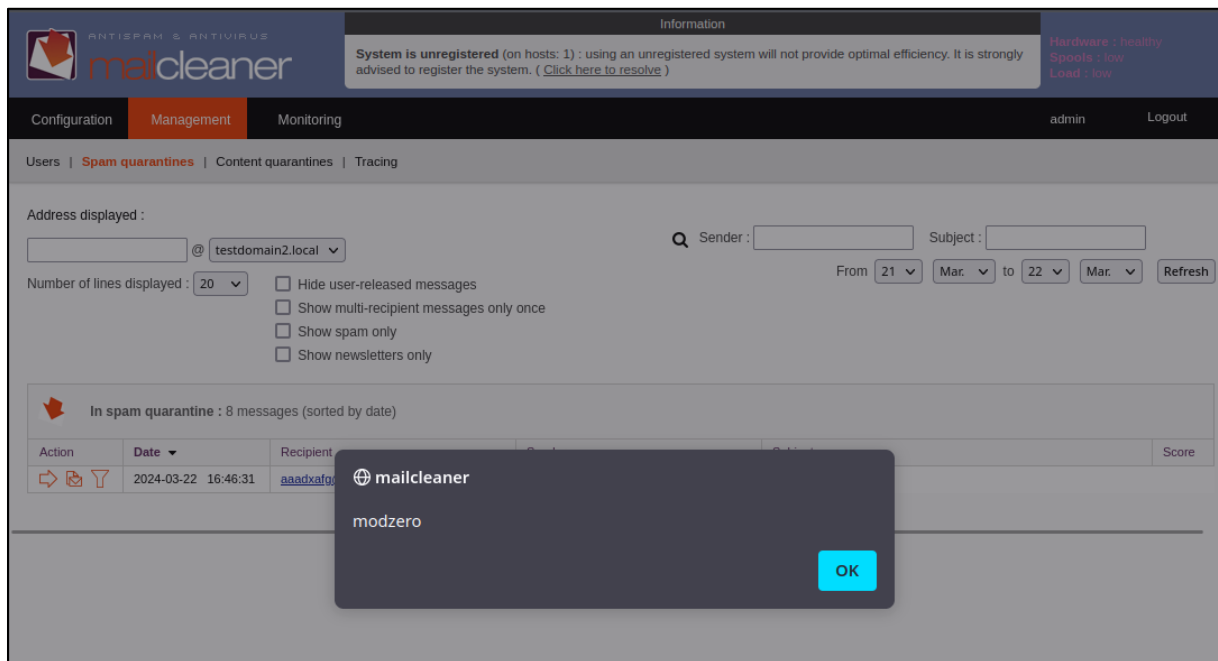 Information
ANTISPAM & ANTIVIRUS
mailcleaner
System is unregistered (on hosts: 1) : using an unregistered system will not provide optimal efficiency. It is strongly
advised to register the system. ( Click here to resolve )
Hardware : healthy
Spools : low
Load : low
Configuration Management Monitoring admin Logout
Users | Spam quarantines | Content quarantines | Tracing
Address displayed :
@ testdomain2.local
Sender : Subject :
Number of lines displayed : 20
From 21 Mar. to 22 Mar. Refresh
Hide user-released messages
Show multi-recipient messages only once
Show spam only
Show newsletters only
In spam quarantine : 8 messages (sorted by date)
Action Date Recipient Score
2024-03-22 16:46:31
mailcleaner
modzero
OK